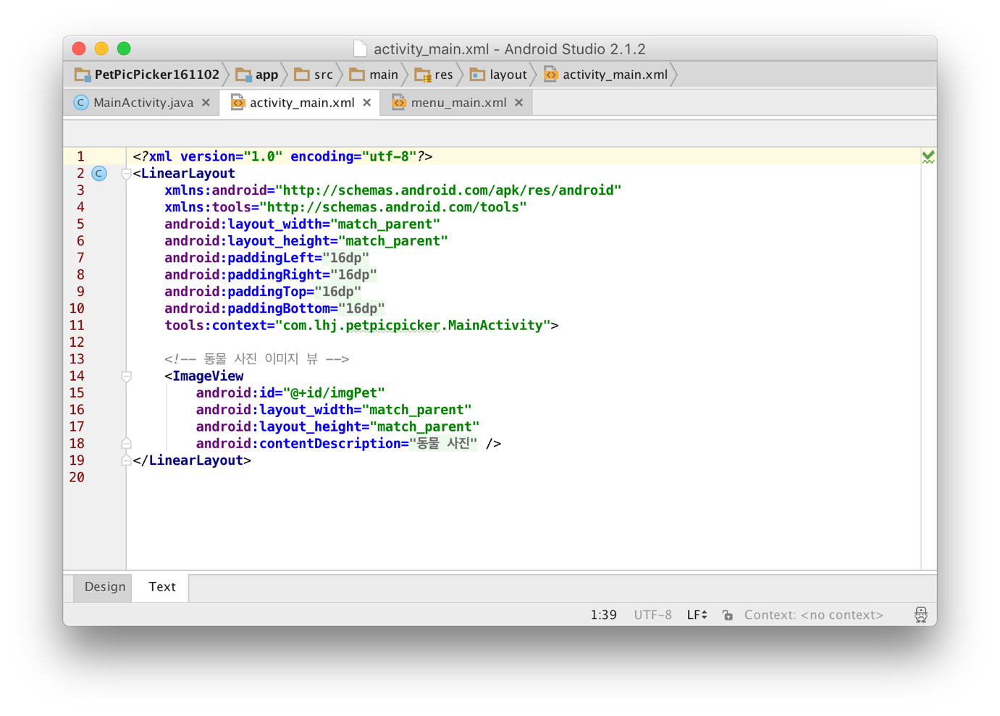 activity_main.xml - Android Studio 2.1.2
PetPicPicker161102 app src main res layout activity_main.xml
C MainActivity.java activity_main.xml menu_main.xml
1 <?xml version="1.0" encoding="utf-8"?>
2 C <LinearLayout
3 xmlns:android="http://schemas.android.com/apk/res/android"
4 xmlns:tools="http://schemas.android.com/tools"
5 android:layout_width="match_parent"
6 android:layout_height="match_parent"
7 android:paddingLeft="16dp"
8 android:paddingRight="16dp"
9 android:paddingTop="16dp"
10 android:paddingBottom="16dp"
11 tools:context="com.lhj.petpicpicker.MainActivity">
12
13 <!-- 동물 사진 이미지 뷰 -->
14 <ImageView
15 android:id="@+id/imgPet"
16 android:layout_width="match_parent"
17 android:layout_height="match_parent"
18 android:contentDescription="동물 사진" />
19 </LinearLayout>
20
Design Text
1:39 UTF-8 LF Context: <no context>